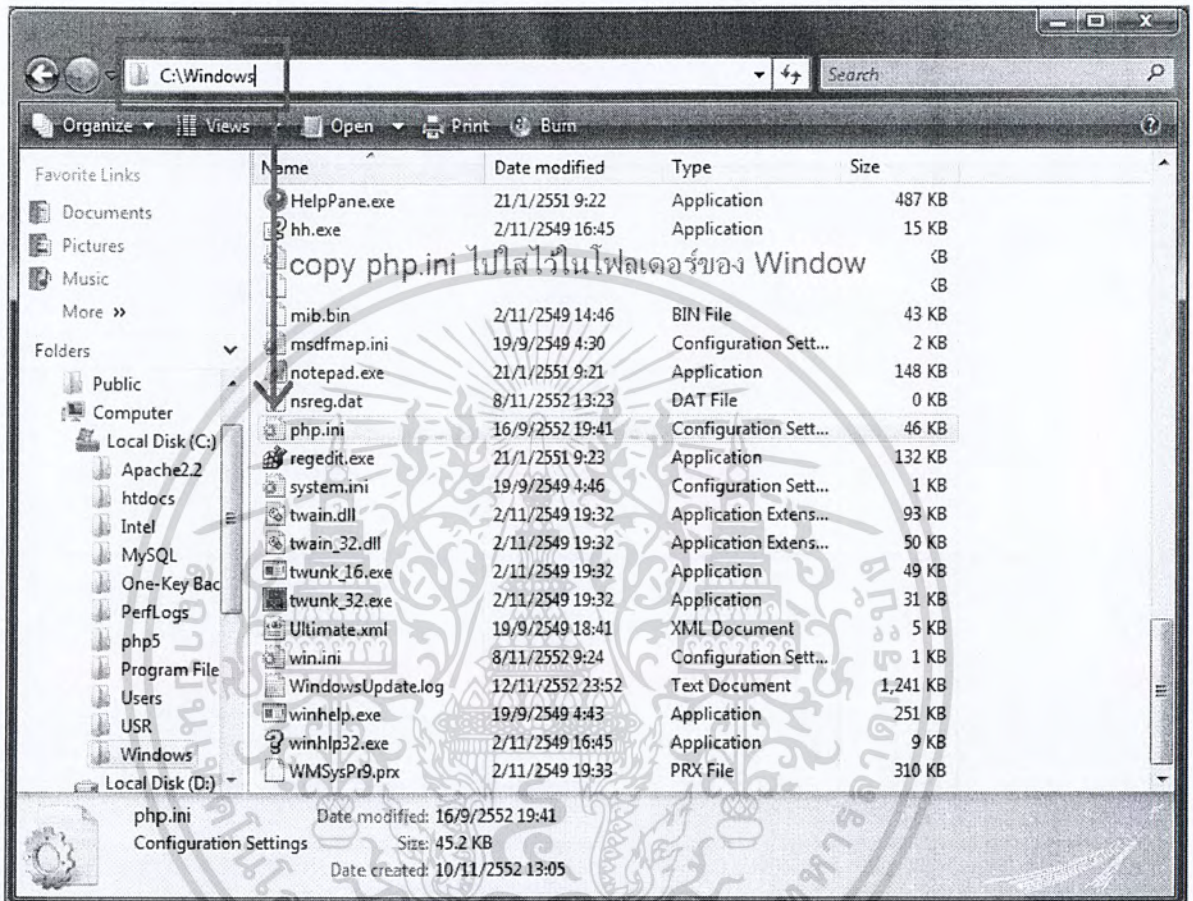 C:\Windows
Search
Organize Views Open Print Burn
Name Date modified Type Size
Favorite Links
Documents
Pictures
Music
More »
Folders
Public
Computer
Local Disk (C:)
Apache2.2
htdocs
Intel
MySQL
One-Key Bac
PerfLogs
php5
Program File
Users
USR
Windows
Local Disk (D:)
HelpPane.exe 21/1/2551 9:22 Application 487 KB
hh.exe 2/11/2549 16:45 Application 15 KB
copy php.ini ไปใส่ไว้ในโฟลเดอร์ของ Window
KB
KB
mib.bin 2/11/2549 14:46 BIN File 43 KB
msdfmap.ini 19/9/2549 4:30 Configuration Sett... 2 KB
notepad.exe 21/1/2551 9:21 Application 148 KB
nsreg.dat 8/11/2552 13:23 DAT File 0 KB
php.ini 16/9/2552 19:41 Configuration Sett... 46 KB
regedit.exe 21/1/2551 9:23 Application 132 KB
system.ini 19/9/2549 4:46 Configuration Sett... 1 KB
twain.dll 2/11/2549 19:32 Application Extens... 93 KB
twain_32.dll 2/11/2549 19:32 Application Extens... 50 KB
twunk_16.exe 2/11/2549 19:32 Application 49 KB
twunk_32.exe 2/11/2549 19:32 Application 31 KB
Ultimate.xml 19/9/2549 18:41 XML Document 5 KB
win.ini 8/11/2552 9:24 Configuration Sett... 1 KB
WindowsUpdate.log 12/11/2552 23:52 Text Document 1,241 KB
winhelp.exe 19/9/2549 4:43 Application 251 KB
winhlp32.exe 2/11/2549 16:45 Application 9 KB
WMSysPr9.prx 2/11/2549 19:33 PRX File 310 KB
php.ini Date modified: 16/9/2552 19:41
Configuration Settings Size: 45.2 KB
Date created: 10/11/2552 13:05